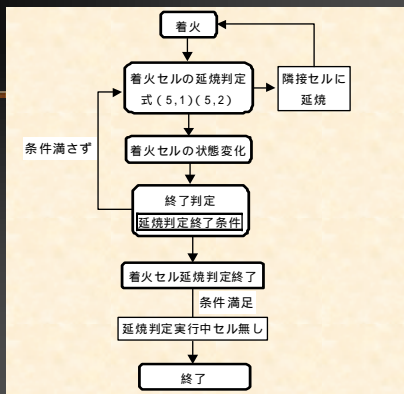 着火
着火セルの延焼判定
式(5,1)(5,2)
隣接セルに
延焼
条件満さず
着火セルの状態変化
終了判定
延焼判定終了条件
着火セル延焼判定終了
条件満足
延焼判定実行中セル無し
終了